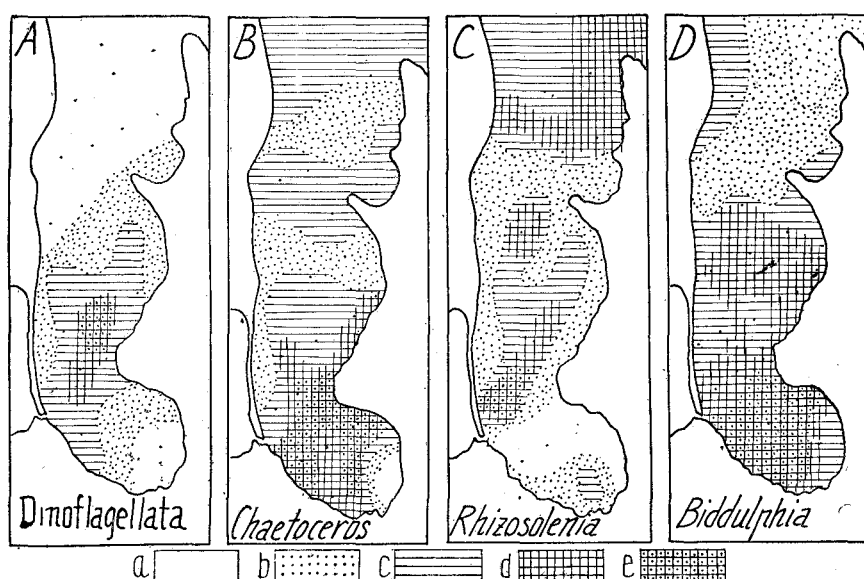 A B C D
Dinoflagellata Chaetoceros Rhizosolenia Biddulphia
a b c d e